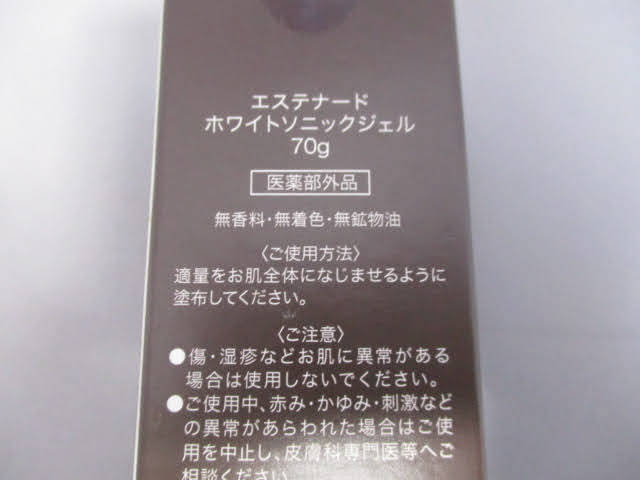 エステナード
ホワイトソニックジェル
70g
医薬部外品
無香料・無着色・無鉱物油
〈ご使用方法〉
適量をお肌全体になじませるように
塗布してください。
〈ご注意〉
●傷・湿疹などお肌に異常がある
場合は使用しないでください。
●ご使用中、赤み・かゆみ・刺激など
の異常があらわれた場合はご使
用を中止し、皮膚科専門医等へご
相談ください